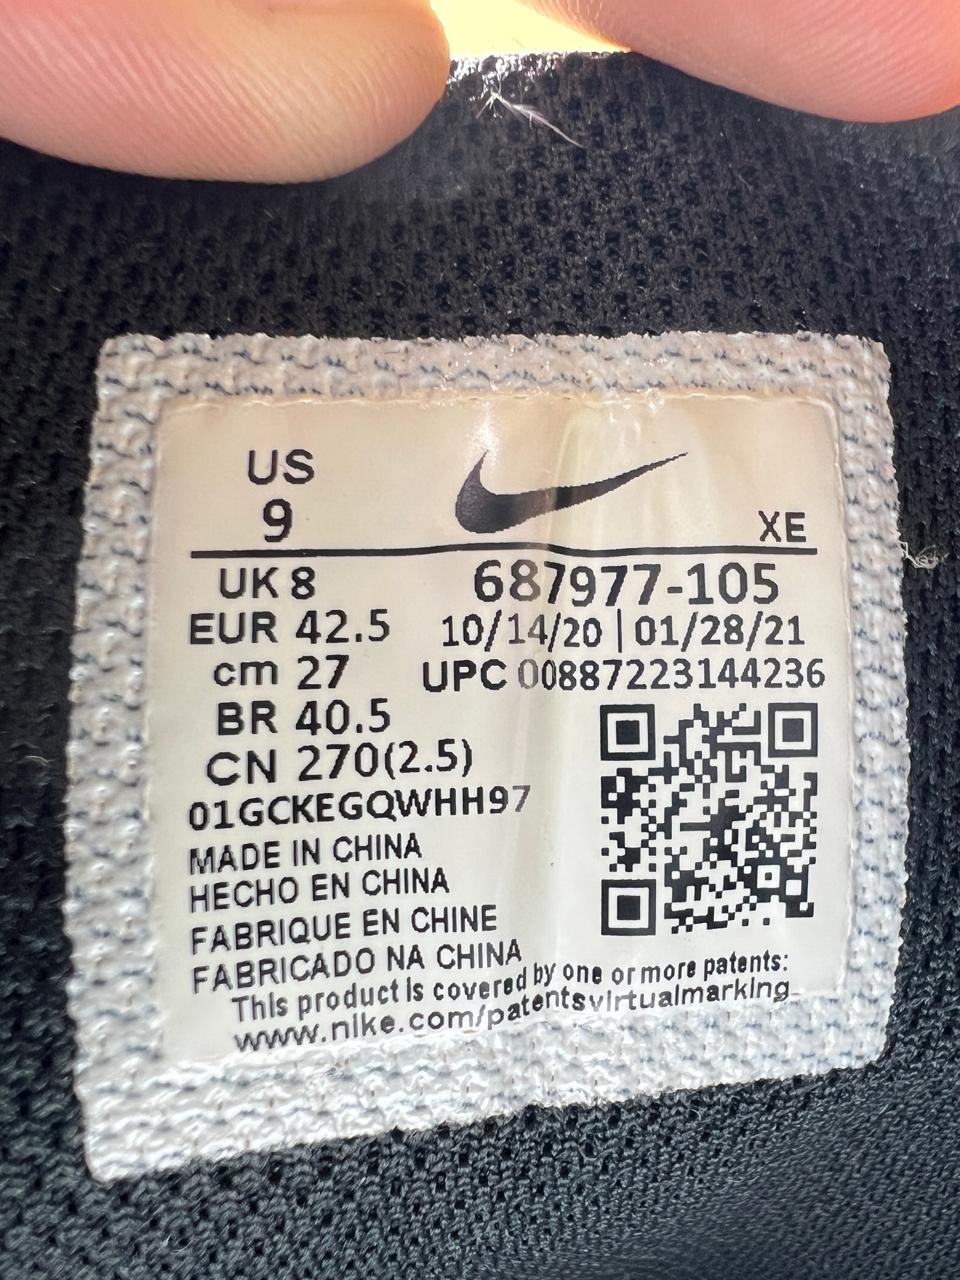 US
9
XE
UK 8
687977-105
EUR 42.5
10/14/20 | 01/28/21
cm 27
UPC 00887223144236
BR 40.5
CN 270(2.5)
01GCKEGQWHH97
MADE IN CHINA
HECHO EN CHINA
FABRIQUE EN CHINE
FABRICADO NA CHINA
This product is covered by one or more patents:
www.nike.com/patentsvirtualmarking